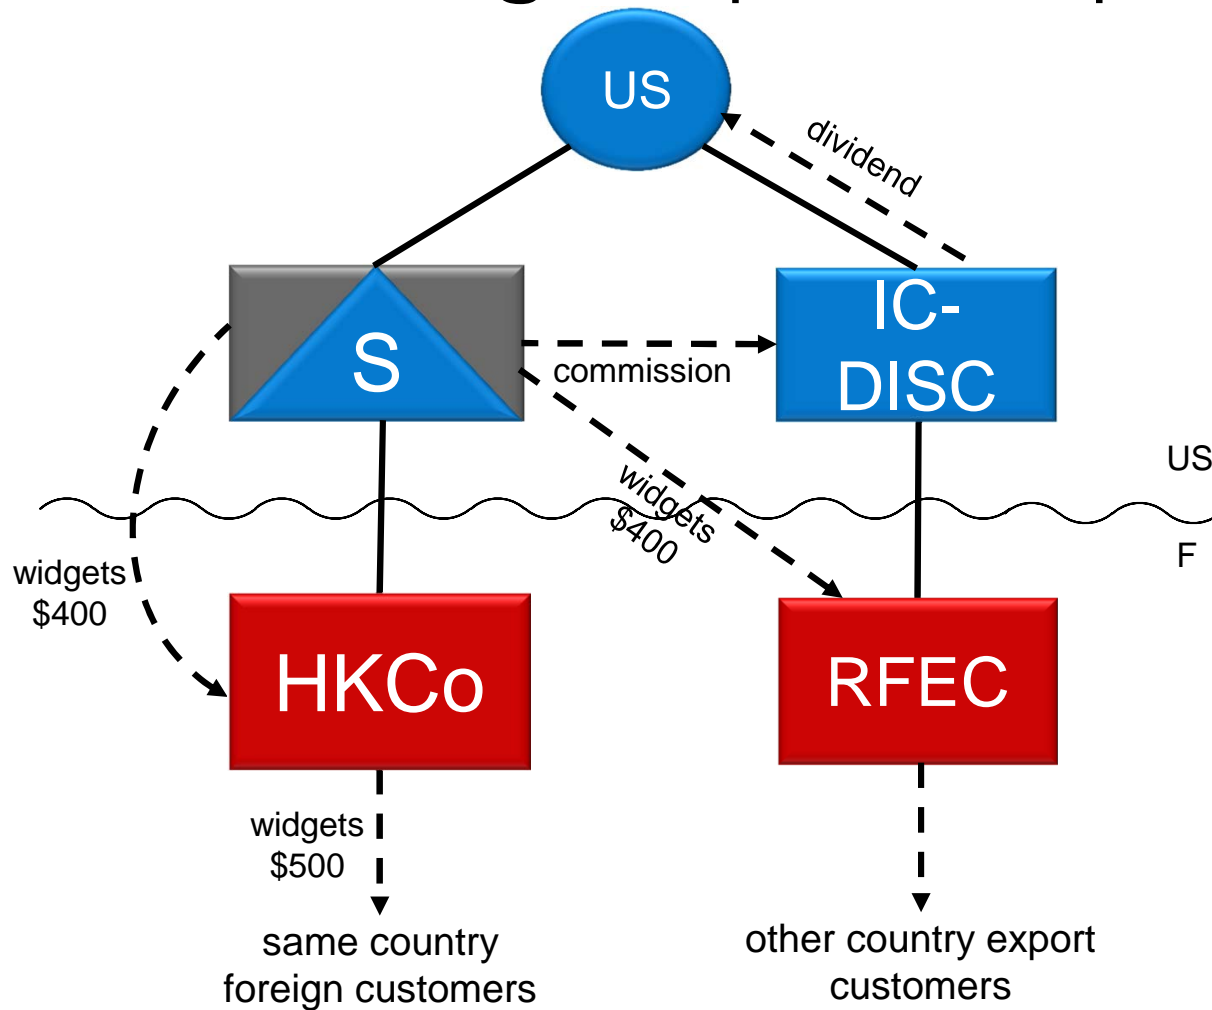 US
dividend
S
commission
IC-
DISC
US
widgets
$400
F
widgets
$400
HKCo
RFEC
widgets
$500
same country
foreign customers
other country export
customers